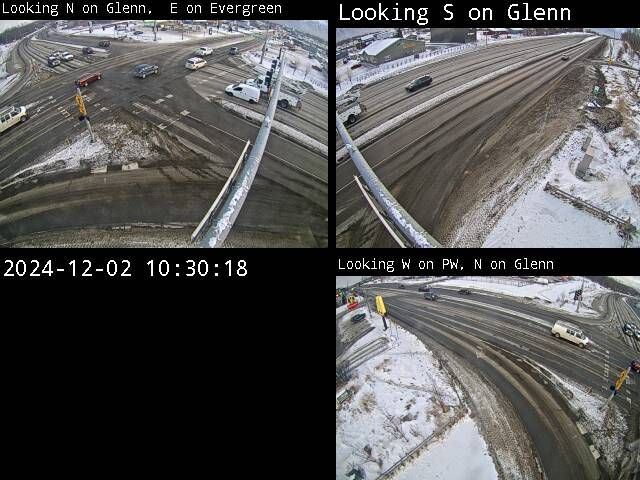 Looking N on Glenn, E on Evergreen
Looking S on Glenn
2024-12-02 10:30:18
Looking W on PW, N on Glenn